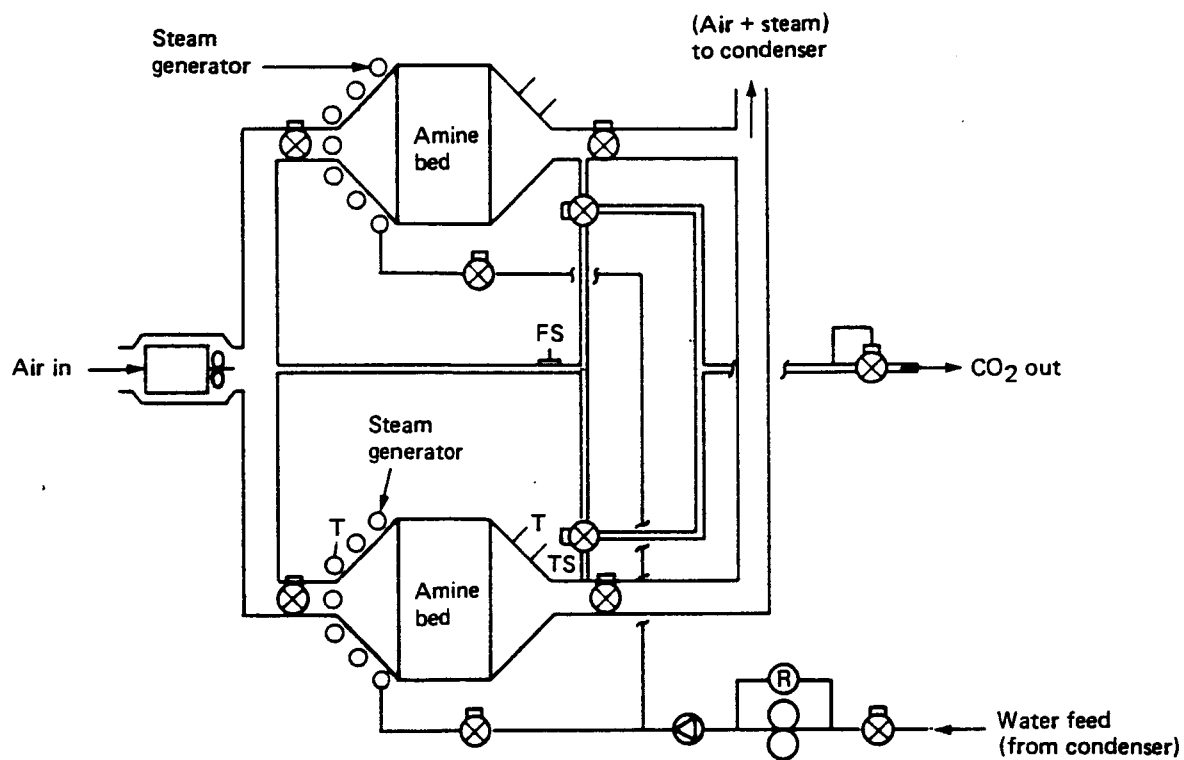 (Air + steam)
to condenser
Steam
generator
Amine
bed
FS
Air in
CO2 out
Steam
generator
T
T
TS
Amine
bed
R
Water feed
(from condenser)